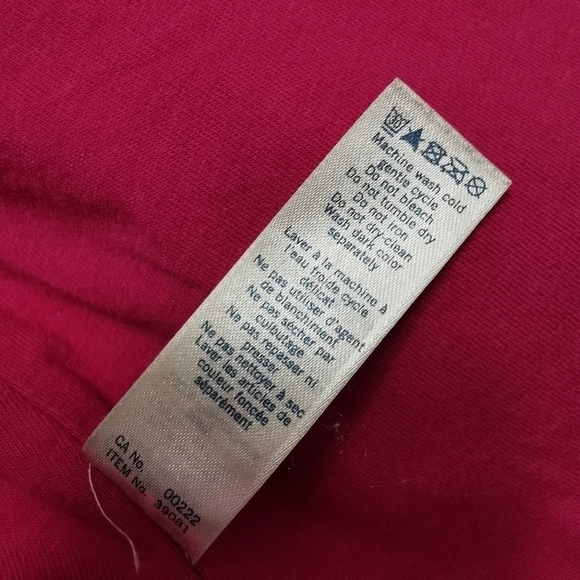 30
Machine wash cold
gentle cycle
Do not bleach
Do not tumble dry
Do not iron
Do not dry-clean
Wash dark color
separately
Laver à la machine à
l'eau froide cycle
délicat
Ne pas utiliser d'agent
de blanchiment
Ne pas sécher par
culbutage
Ne pas repasser ni
presser
Ne pas nettoyer à sec
Laver les articles de
couleur foncée
séparément
CA No. 00222
ITEM No. 39081